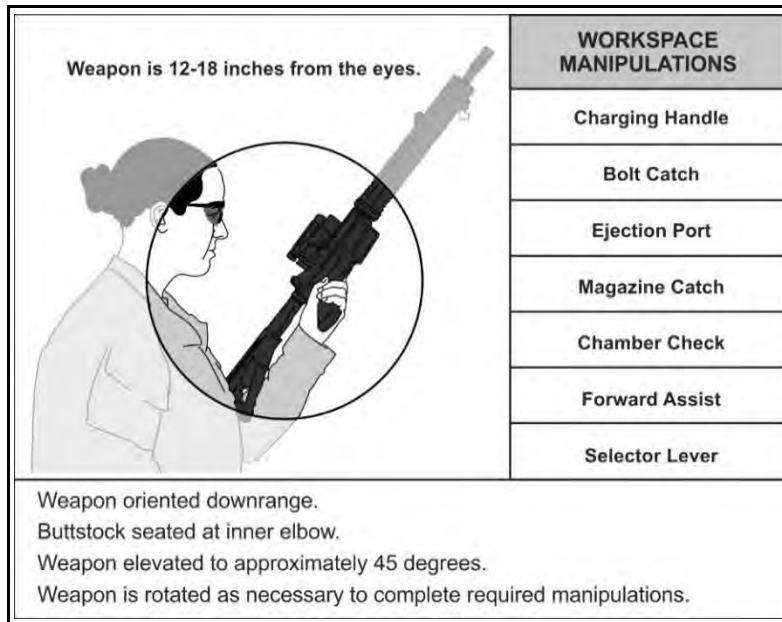 Weapon is 12-18 inches from the eyes.
WORKSPACE
MANIPULATIONS
Charging Handle
Bolt Catch
Ejection Port
Magazine Catch
Chamber Check
Forward Assist
Selector Lever
Weapon oriented downrange.
Buttstock seated at inner elbow.
Weapon elevated to approximately 45 degrees.
Weapon is rotated as necessary to complete required manipulations.